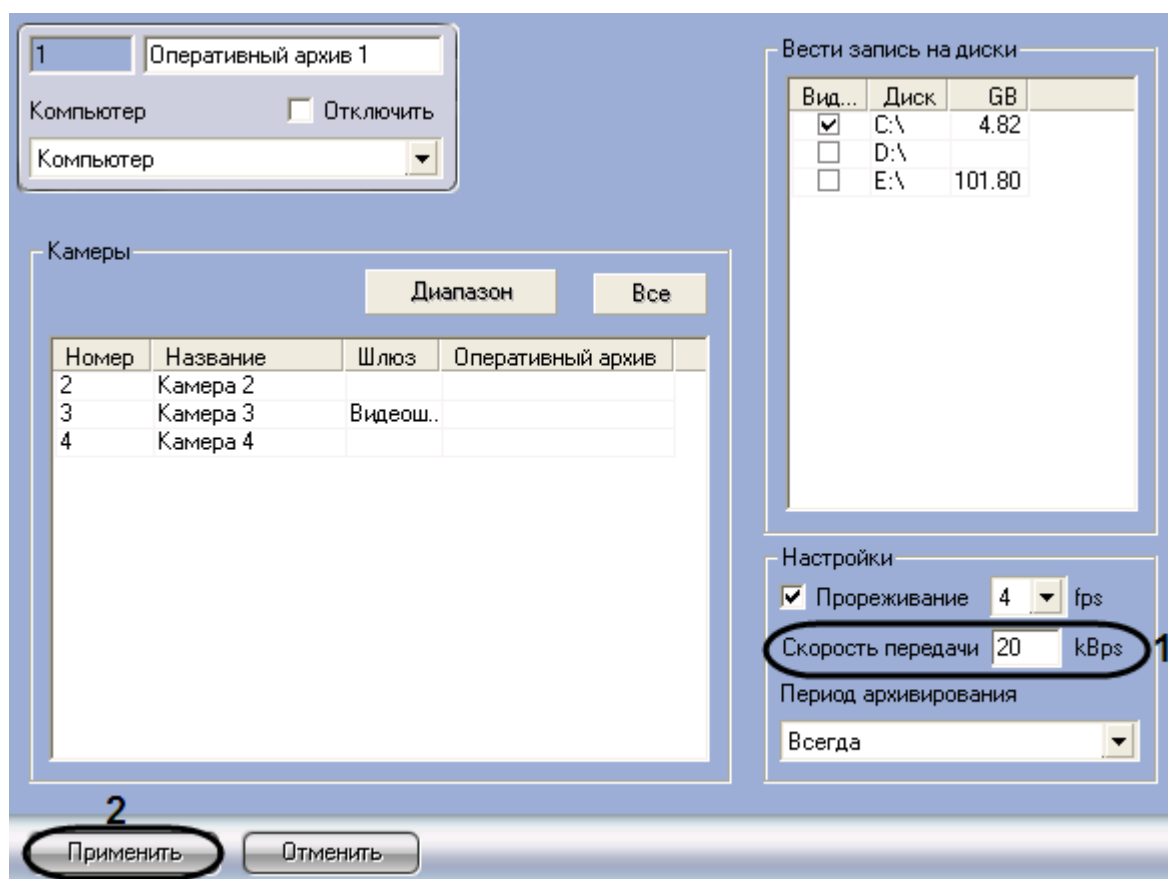 1 Оперативный архив 1
Компьютер Отключить
Компьютер
Камеры
Диапазон Все
Номер Название Шлюз Оперативный архив
2 Камера 2
3 Камера 3 Видеош..
4 Камера 4
Вести запись на диски
Вид... Диск GB
C:\ 4.82
D:\
E:\ 101.80
Настройки
Прореживание 4 fps
Скорость передачи 20 kBps 1
Период архивирования
Всегда
2
Применить Отменить